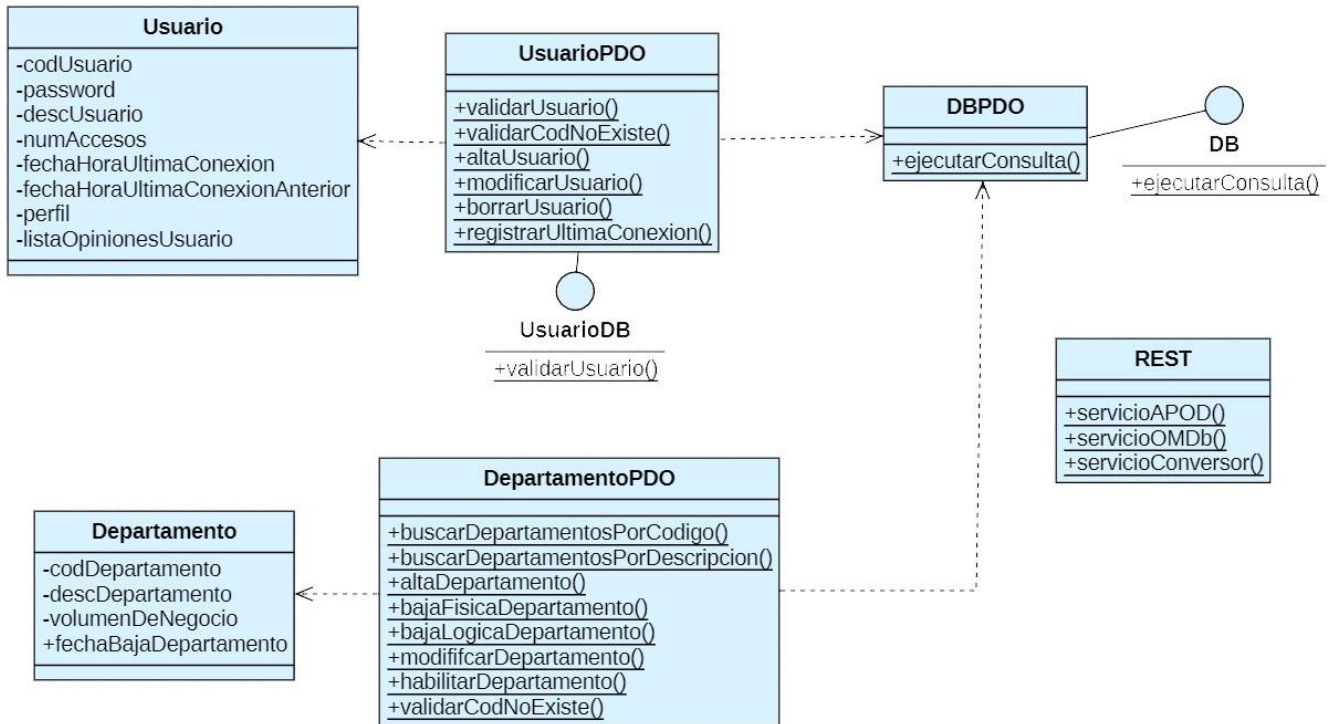 Usuario
-codUsuario
-password
-descUsuario
-numAccesos
-fechaHoraUltimaConexion
-fechaHoraUltimaConexionAnterior
-perfil
-listaOpinionesUsuario
UsuarioPDO
+validarUsuario()
+validarCodNoExiste()
+altaUsuario()
+modificarUsuario()
+borrarUsuario()
+registrarUltimaConexion()
UsuarioDB
+validarUsuario()
DBPDO
+ejecutarConsulta()
DB
+ejecutarConsulta()
REST
+servicioAPOD()
+servicioOMDb()
+servicioConversor()
Departamento
-codDepartamento
-descDepartamento
-volumenDeNegocio
+fechaBajaDepartamento
DepartamentoPDO
+buscarDepartamentosPorCodigo()
+buscarDepartamentosPorDescripcion()
+altaDepartamento()
+bajaFisicaDepartamento()
+bajaLogicaDepartamento()
+modififcarDepartamento()
+habilitarDepartamento()
+validarCodNoExiste()